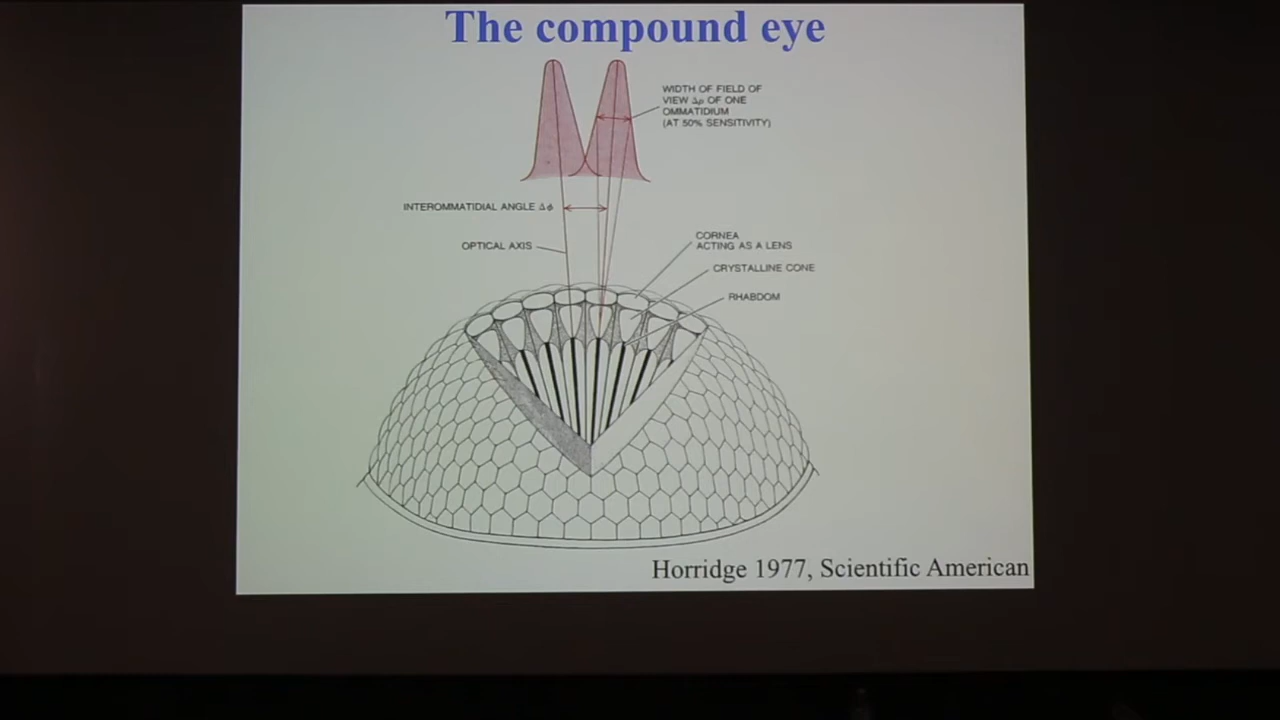 The compound eye
WIDTH OF FIELD OF
VIEW Δρ OF ONE
OMMATIDIUM
(AT 50% SENSITIVITY)
INTEROMMATIDIAL ANGLE Δϕ
OPTICAL AXIS
CORNEA
ACTING AS A LENS
CRYSTALLINE CONE
RHABDOM
Horridge 1977, Scientific American